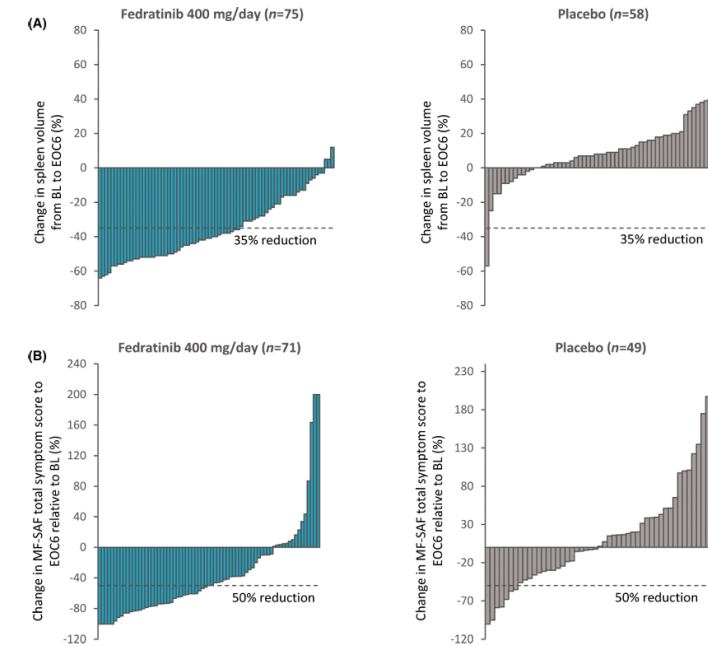 (A)
Fedratinib 400 mg/day (n=75)
Change in spleen volume
from BL to EOC6 (%)
80
60
40
20
0
-20
-40
-60
-80
35% reduction
Placebo (n=58)
Change in spleen volume
from BL to EOC6 (%)
80
60
40
20
0
-20
-40
-60
-80
35% reduction
(B)
Fedratinib 400 mg/day (n=71)
Change in MF-SAF total symptom score to
EOC6 relative to BL (%)
240
200
160
120
80
40
0
-40
-80
-120
50% reduction
Placebo (n=49)
Change in MF-SAF total symptom score to
EOC6 relative to BL (%)
230
180
130
80
30
-20
-70
-120
50% reduction